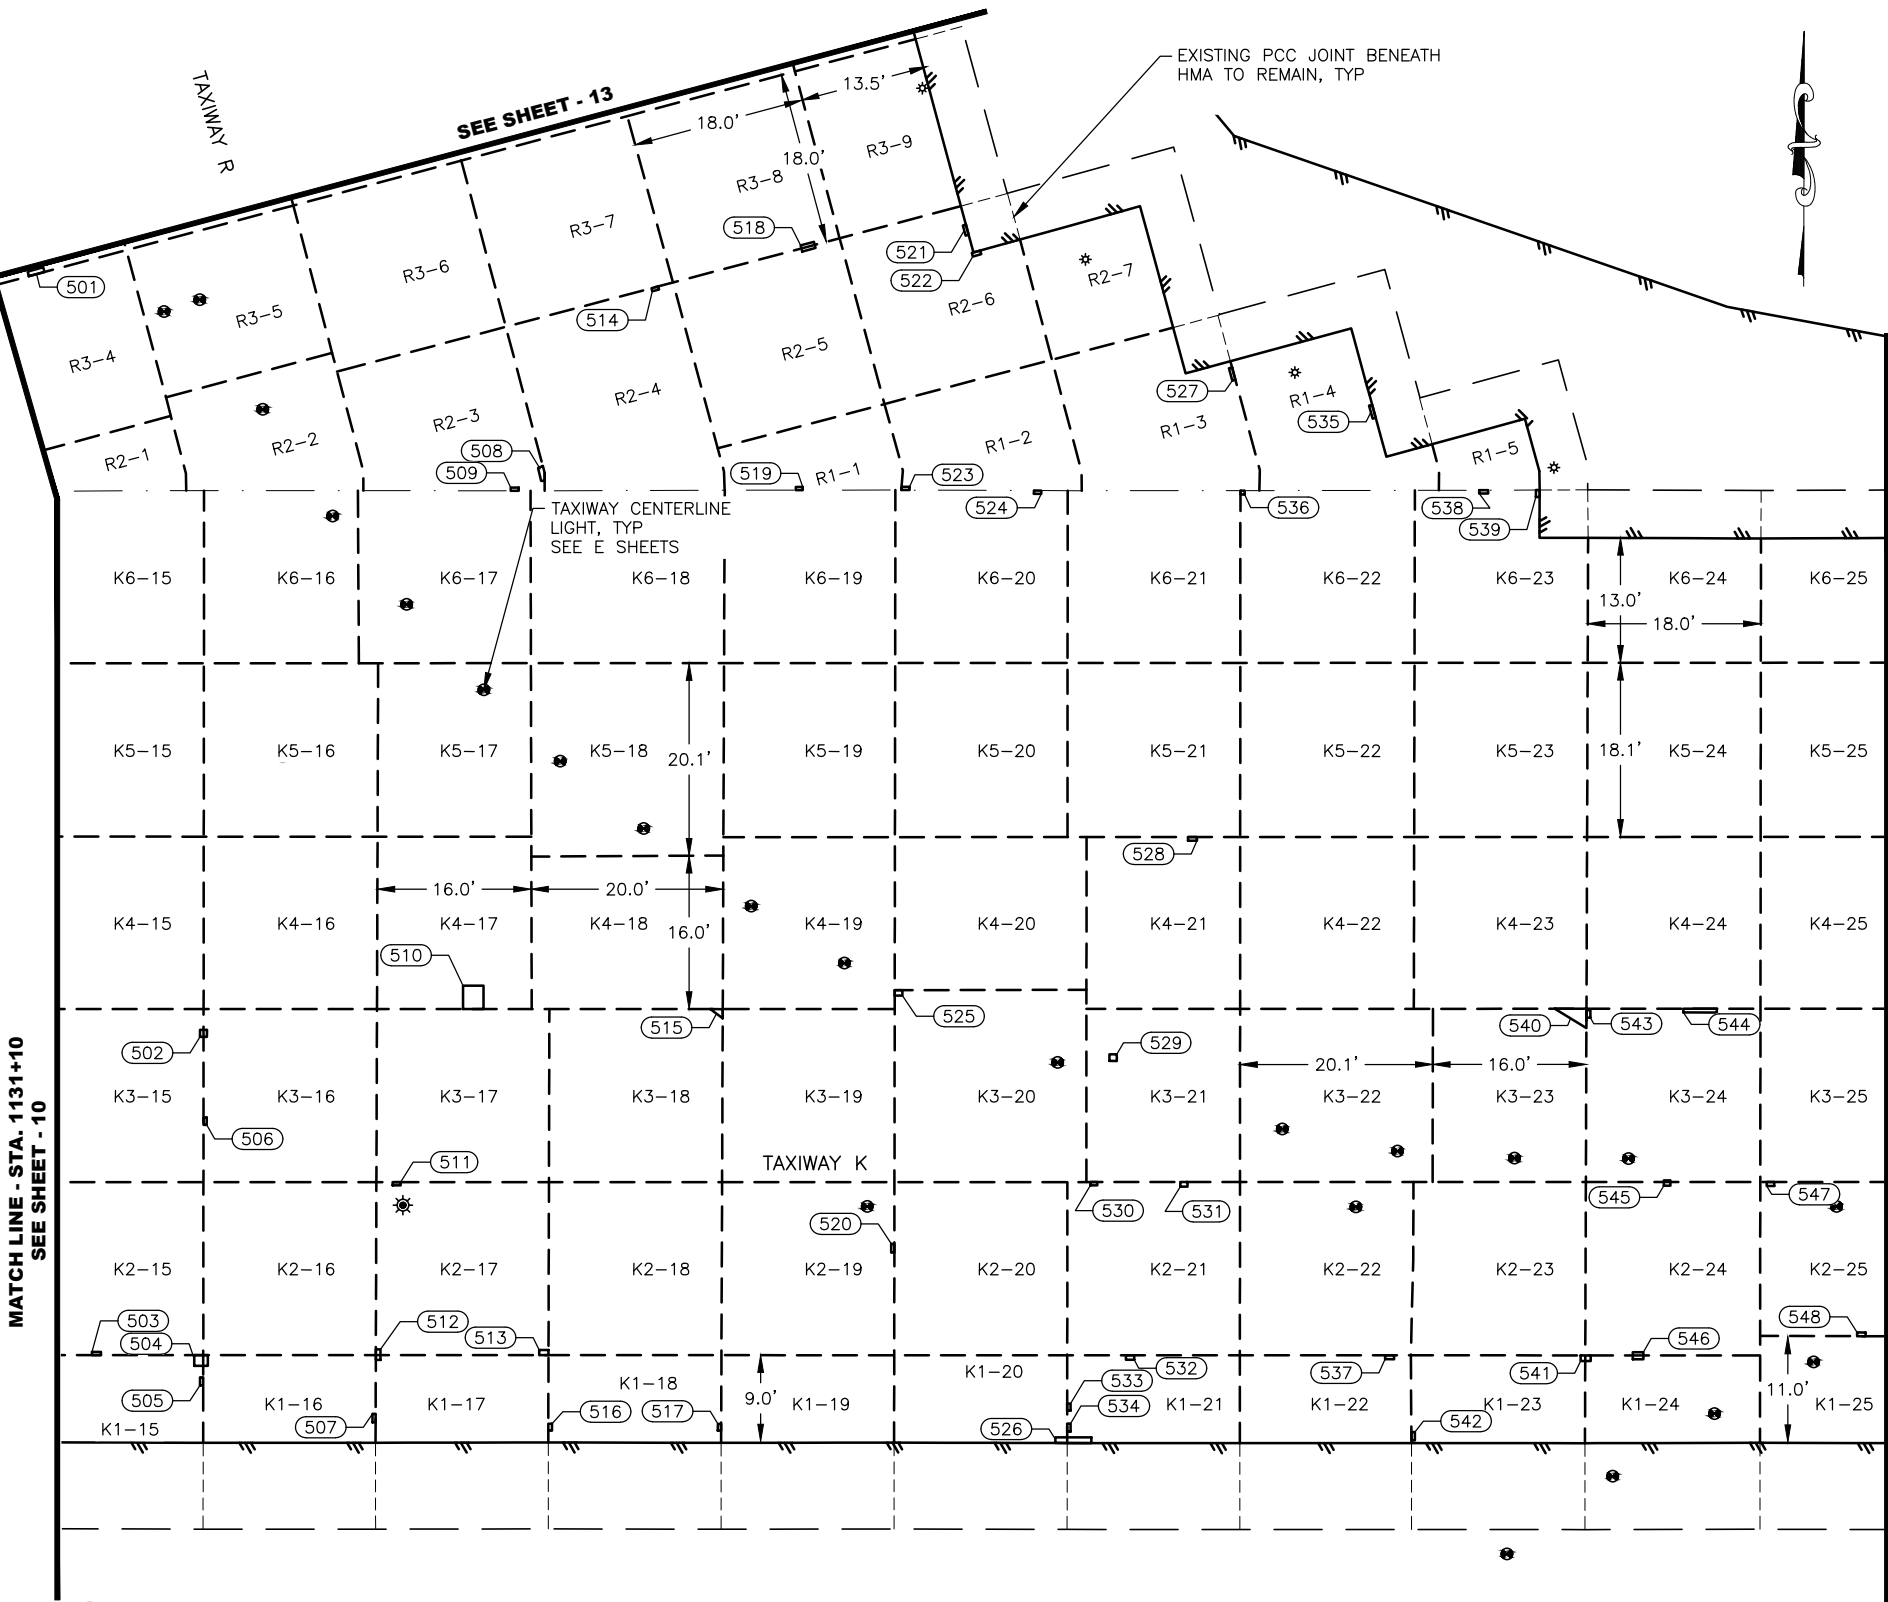 EXISTING PCC JOINT BENEATH
HMA TO REMAIN, TYP
TAXIWAY R
SEE SHEET - 13
13.5'
18.0'
18.0'
R3-9
R3-8
R3-7
R3-6
R3-5
R3-4
501
518
521
522
514
R2-7
R2-6
R2-5
R2-4
R2-3
R2-2
R2-1
527
535
R1-5
R1-4
R1-3
R1-2
R1-1
508
509
519
523
524
536
538
539
TAXIWAY CENTERLINE
LIGHT, TYP
SEE E SHEETS
K6-15 K6-16 K6-17 K6-18 K6-19 K6-20 K6-21 K6-22 K6-23 K6-24 K6-25
13.0'
18.0'
K5-15 K5-16 K5-17 K5-18 20.1' K5-19 K5-20 K5-21 K5-22 K5-23 18.1' K5-24 K5-25
528
16.0' 20.0'
K4-15 K4-16 K4-17 K4-18 16.0' K4-19 K4-20 K4-21 K4-22 K4-23 K4-24 K4-25
510
525
515
540
543
544
502
529
20.1' 16.0'
K3-15 K3-16 K3-17 K3-18 K3-19 K3-20 K3-21 K3-22 K3-23 K3-24 K3-25
506
511
TAXIWAY K
545
547
530
531
520
K2-15 K2-16 K2-17 K2-18 K2-19 K2-20 K2-21 K2-22 K2-23 K2-24 K2-25
503
504
512
513
548
546
532
537
541
505
533
534
K1-20
K1-18
9.0'
11.0'
K1-15 K1-16 K1-17 K1-19 K1-21 K1-22 K1-23 K1-24 K1-25
507
516
517
526
542
MATCH LINE - STA. 1131+10
SEE SHEET - 10